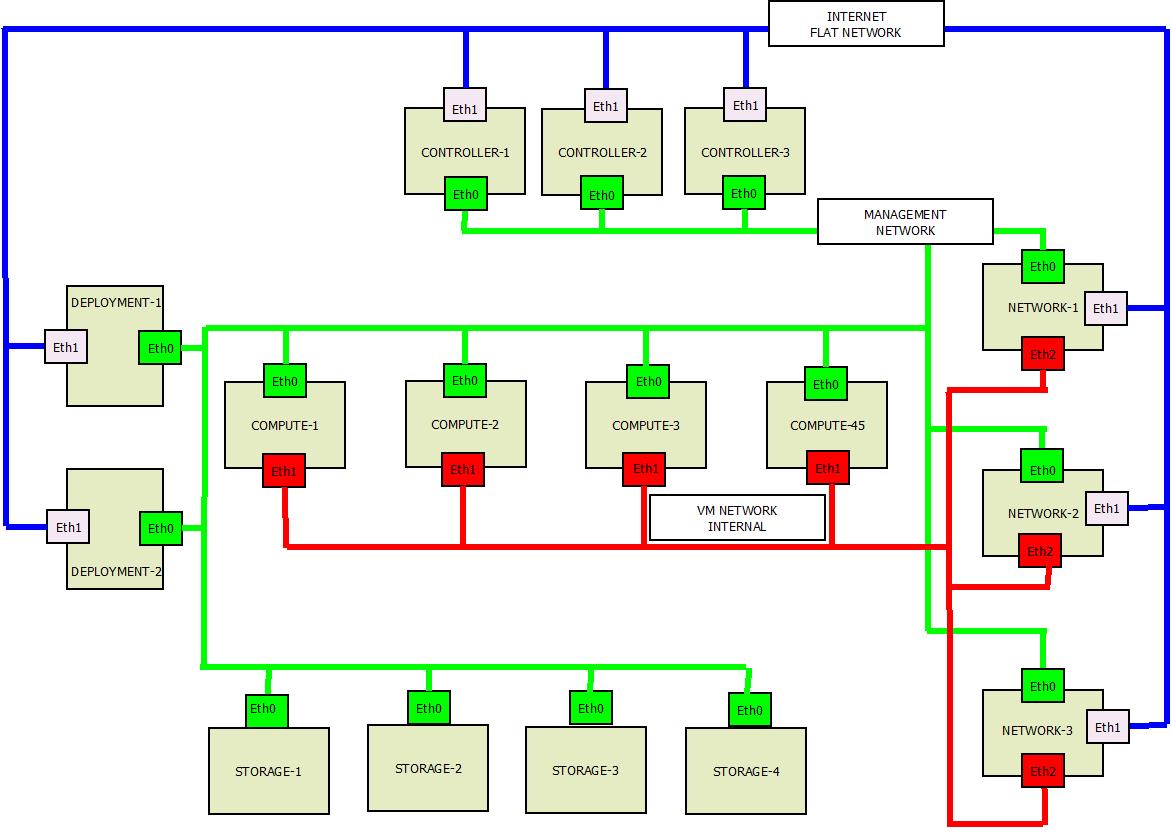 INTERNET
FLAT NETWORK
Eth1
Eth1
Eth1
CONTROLLER-1
CONTROLLER-2
CONTROLLER-3
Eth0
Eth0
Eth0
MANAGEMENT
NETWORK
Eth0
NETWORK-1
Eth1
Eth2
DEPLOYMENT-1
Eth1
Eth0
Eth0
Eth0
Eth0
Eth0
COMPUTE-1
COMPUTE-2
COMPUTE-3
COMPUTE-45
Eth1
Eth1
Eth1
Eth1
VM NETWORK
INTERNAL
Eth0
NETWORK-2
Eth1
Eth2
Eth1
Eth0
DEPLOYMENT-2
Eth0
Eth0
Eth0
Eth0
STORAGE-1
STORAGE-2
STORAGE-3
STORAGE-4
Eth0
NETWORK-3
Eth1
Eth2